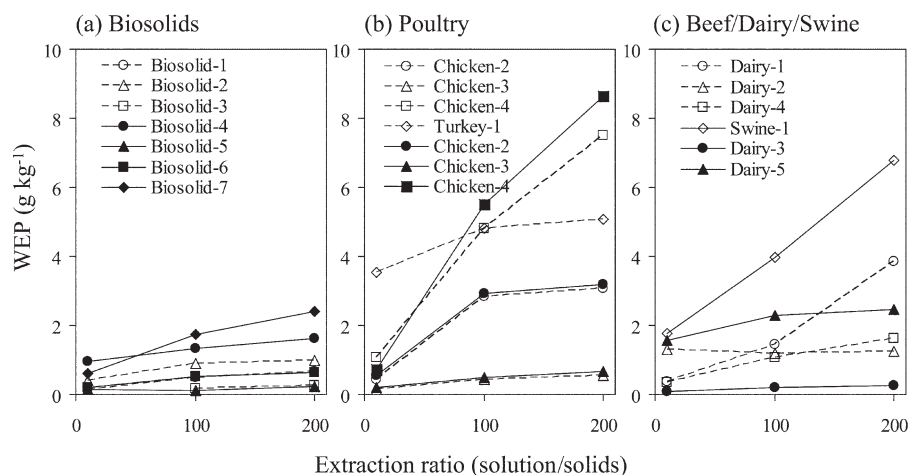 (a) Biosolids
(b) Poultry
(c) Beef/Dairy/Swine
WEP (g kg⁻¹)
10
8
6
4
2
0
Biosolid-1
Biosolid-2
Biosolid-3
Biosolid-4
Biosolid-5
Biosolid-6
Biosolid-7
0
100
200
10
8
6
4
2
0
Chicken-2
Chicken-3
Chicken-4
Turkey-1
Chicken-2
Chicken-3
Chicken-4
0
100
200
10
8
6
4
2
0
Dairy-1
Dairy-2
Dairy-4
Swine-1
Dairy-3
Dairy-5
0
100
200
Extraction ratio (solution/solids)